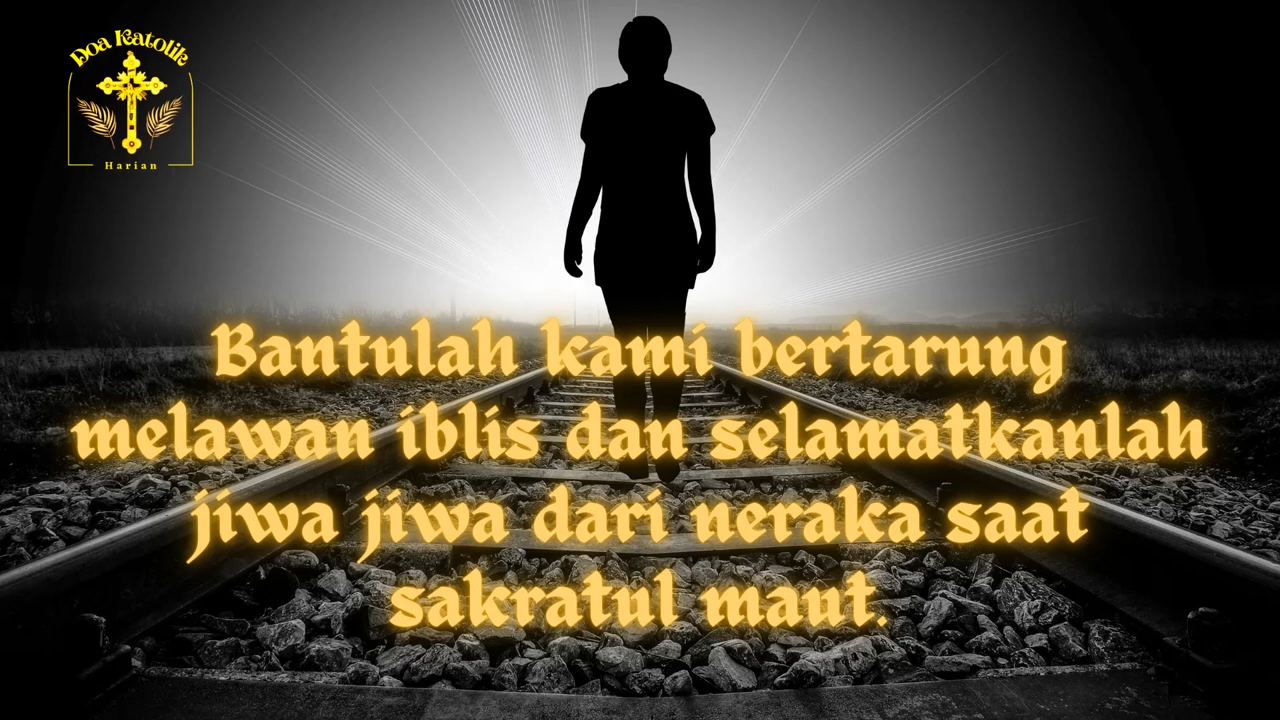 Doa Katolik
Harian
Bantulah kami bertarung
melawan iblis dan selamatkanlah
jiwa jiwa dari neraka saat
sakratul maut.